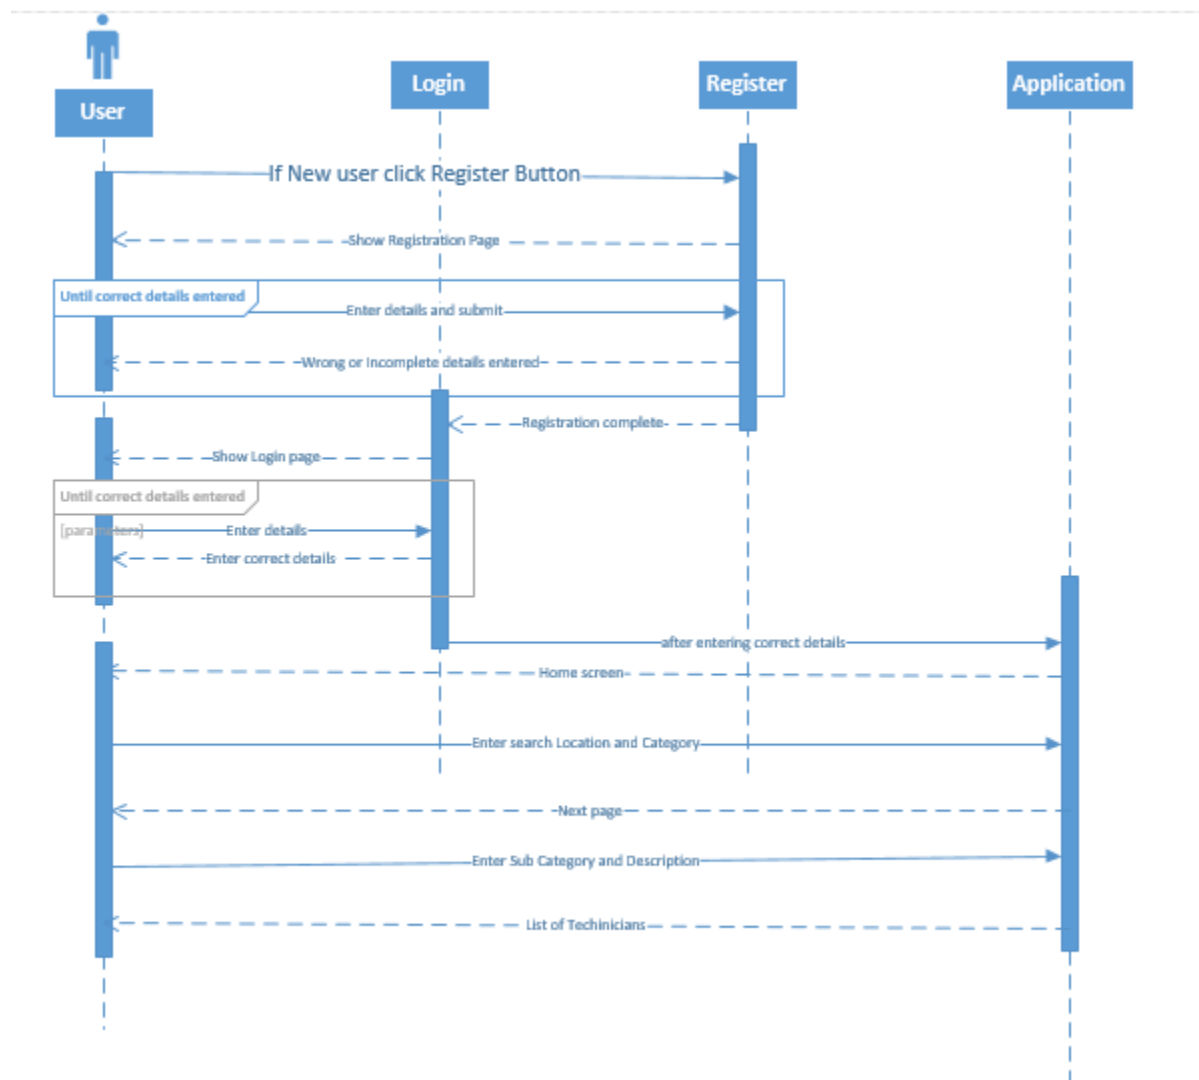 User
Login
Register
Application
If New user click Register Button
Show Registration Page
Until correct details entered
Enter details and submit
Wrong or Incomplete details entered
Registration complete
Show Login page
Until correct details entered
[parameters]
Enter details
Enter correct details
after entering correct details
Home screen
Enter search Location and Category
Next page
Enter Sub Category and Description
List of Techinicians